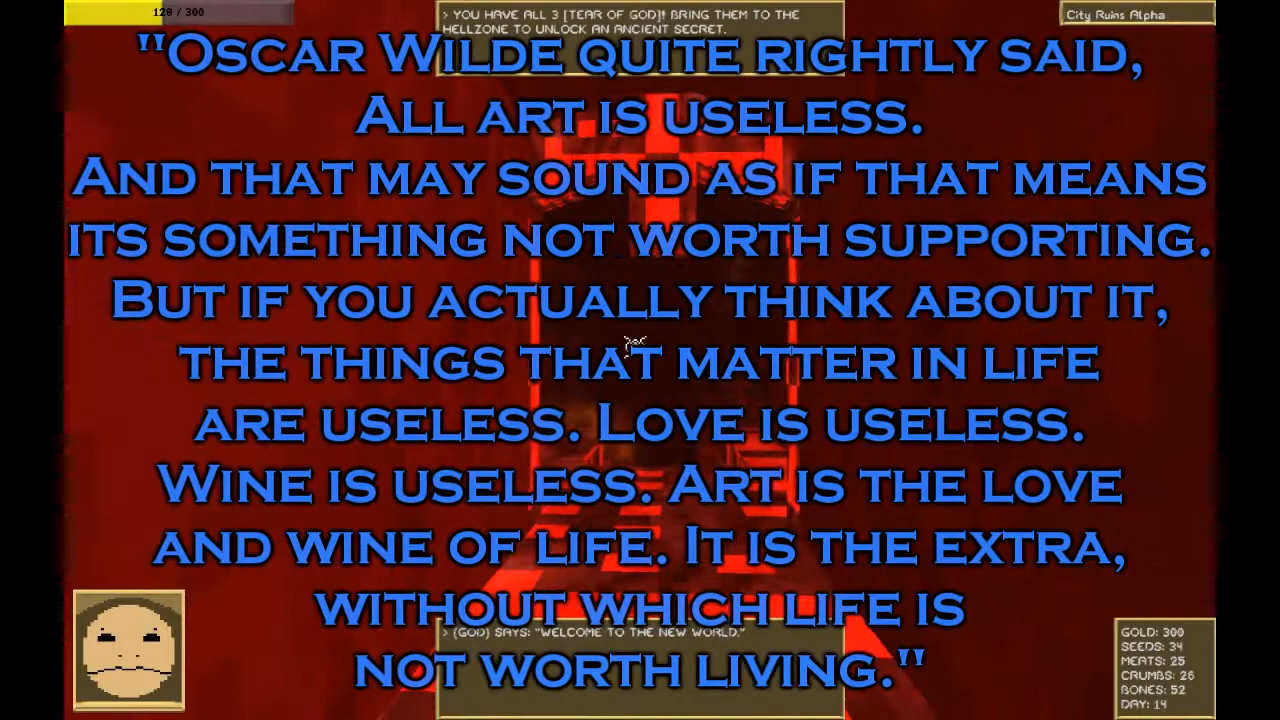 128 / 300
> YOU HAVE ALL 3 [TEAR OF GOD]! BRING THEM TO THE
HELLZONE TO UNLOCK AN ANCIENT SECRET.
City Ruins Alpha
"Oscar Wilde quite rightly said,
All art is useless.
And that may sound as if that means
its something not worth supporting.
But if you actually think about it,
the things that matter in life
are useless. Love is useless.
Wine is useless. Art is the love
and wine of life. It is the extra,
without which life is
not worth living."
> (GOD) SAYS: "WELCOME TO THE NEW WORLD."
GOLD: 300
SEEDS: 34
MEATS: 25
CRUMBS: 26
BONES: 52
DAY: 14